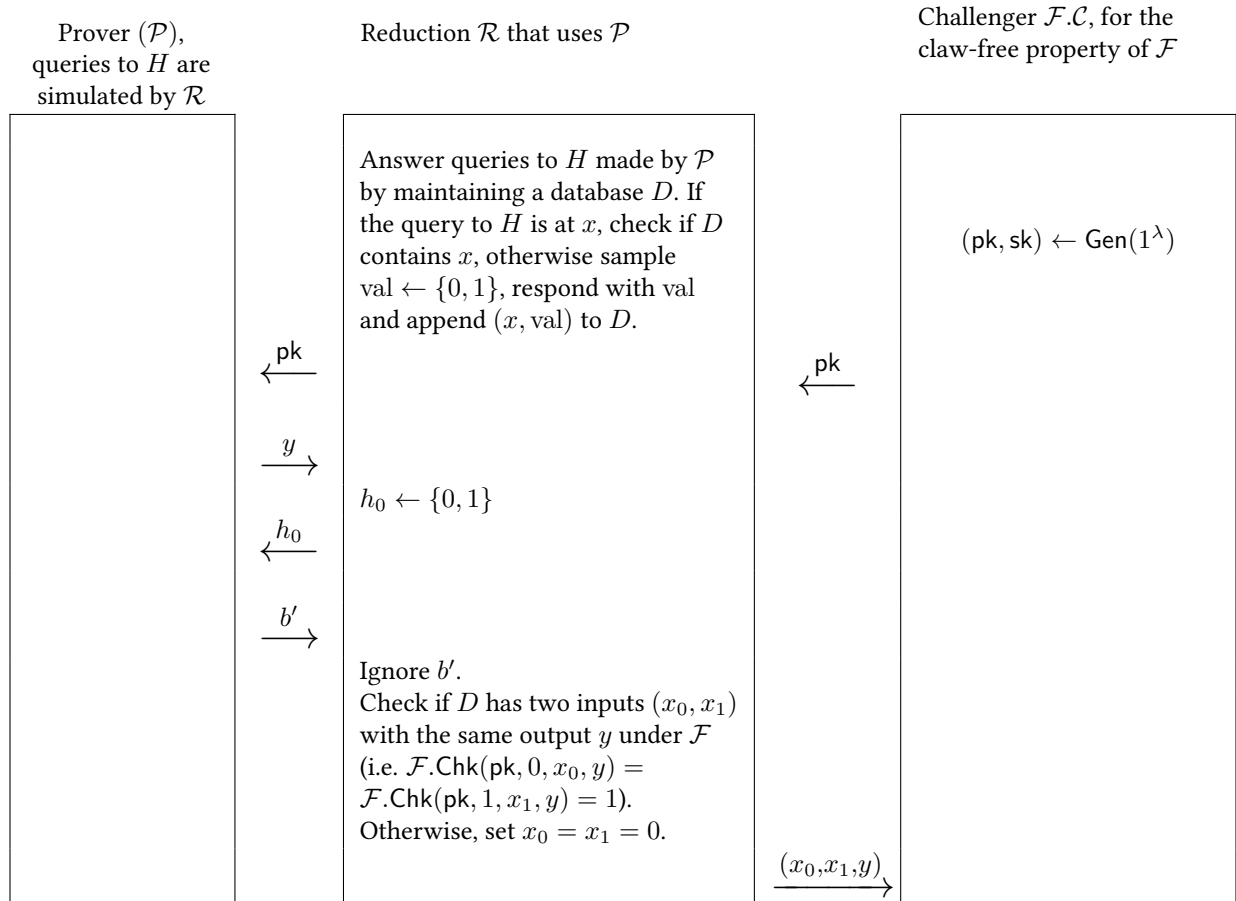 Prover (𝒫),
queries to H are
simulated by ℛ
Reduction ℛ that uses 𝒫
Challenger ℱ.𝒞, for the
claw-free property of ℱ
Answer queries to H made by 𝒫
by maintaining a database D. If
the query to H is at x, check if D
contains x, otherwise sample
val ← {0, 1}, respond with val
and append (x, val) to D.
(pk, sk) ← Gen(1^λ)
pk
pk
y
h₀ ← {0, 1}
h₀
b′
Ignore b′.
Check if D has two inputs (x₀, x₁)
with the same output y under ℱ
(i.e. ℱ.Chk(pk, 0, x₀, y) =
ℱ.Chk(pk, 1, x₁, y) = 1).
Otherwise, set x₀ = x₁ = 0.
(x₀,x₁,y)